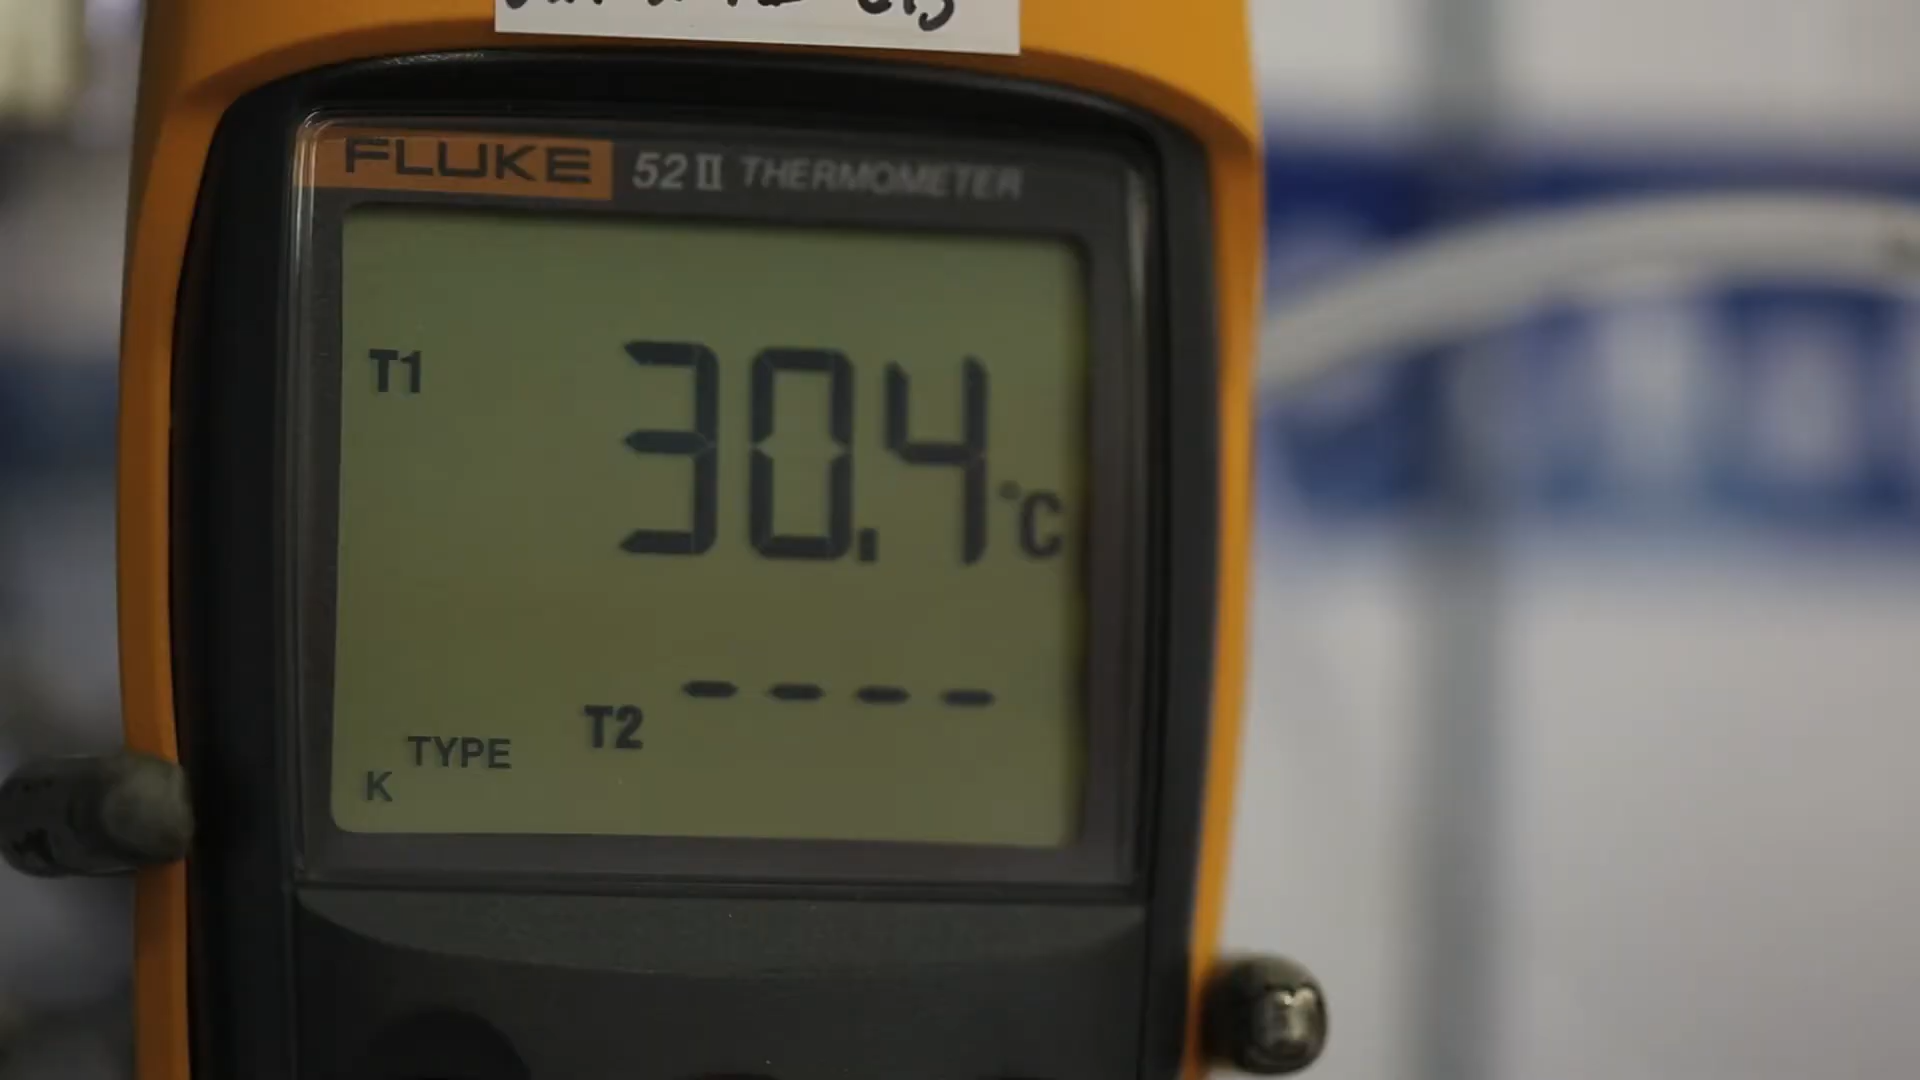 FLUKE 52 II THERMOMETER
T1 30.4 °C
T2 ----
TYPE
K